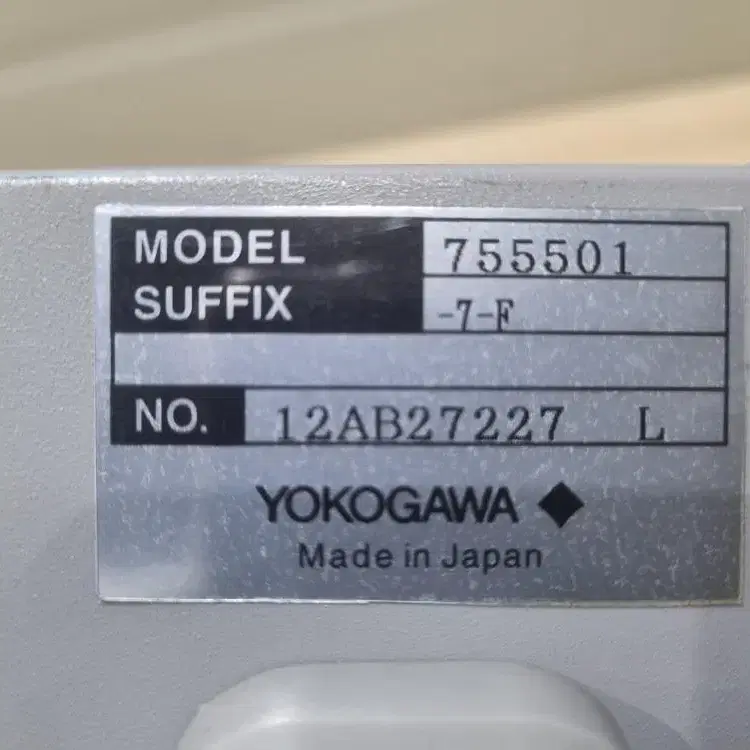 MODEL 755501
SUFFIX -7-F
NO. 12AB27227 L
YOKOGAWA
Made in Japan